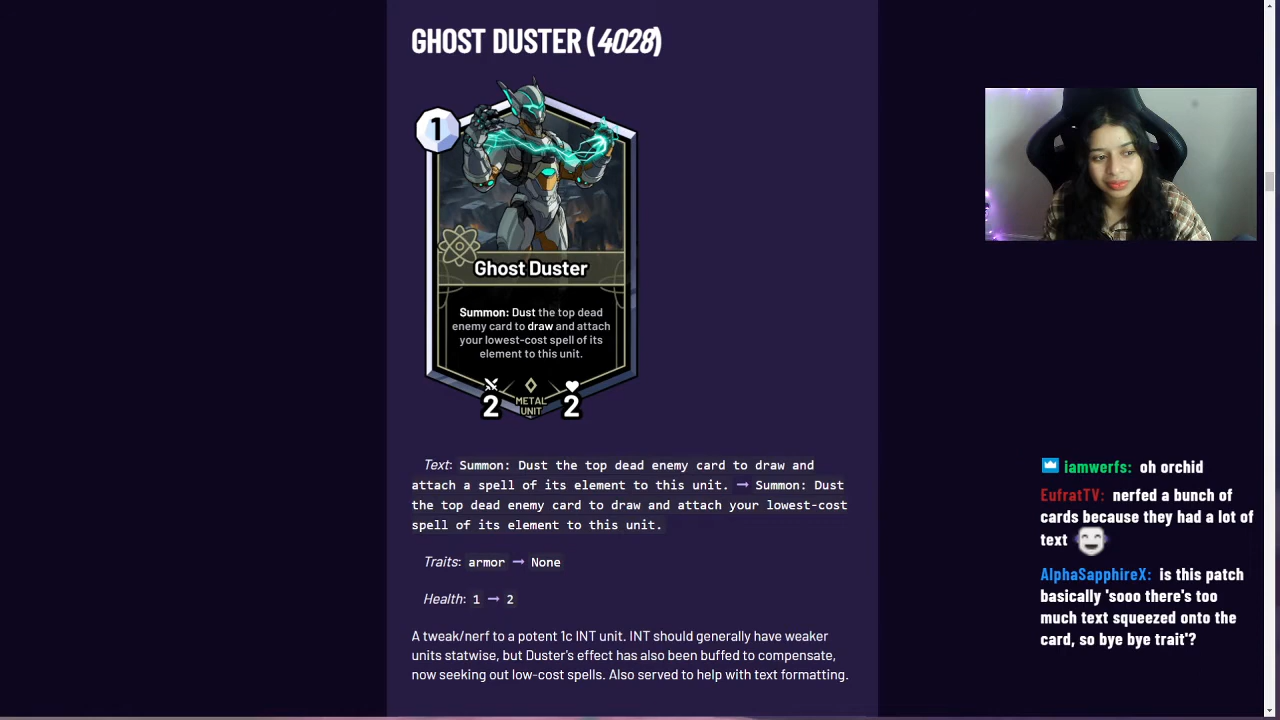 GHOST DUSTER (4028)
1
Ghost Duster
Summon: Dust the top dead
enemy card to draw and attach
your lowest-cost spell of its
element to this unit.
2
METAL
UNIT
2
Text: Summon: Dust the top dead enemy card to draw and
attach a spell of its element to this unit. → Summon: Dust
the top dead enemy card to draw and attach your lowest-cost
spell of its element to this unit.
Traits: armor → None
Health: 1 → 2
A tweak/nerf to a potent 1c INT unit. INT should generally have weaker
units statwise, but Duster's effect has also been buffed to compensate,
now seeking out low-cost spells. Also served to help with text formatting.
iamwerfs: oh orchid
EufratTV: nerfed a bunch of
cards because they had a lot of
text
AlphaSapphireX: is this patch
basically 'sooo there's too
much text squeezed onto the
card, so bye bye trait'?